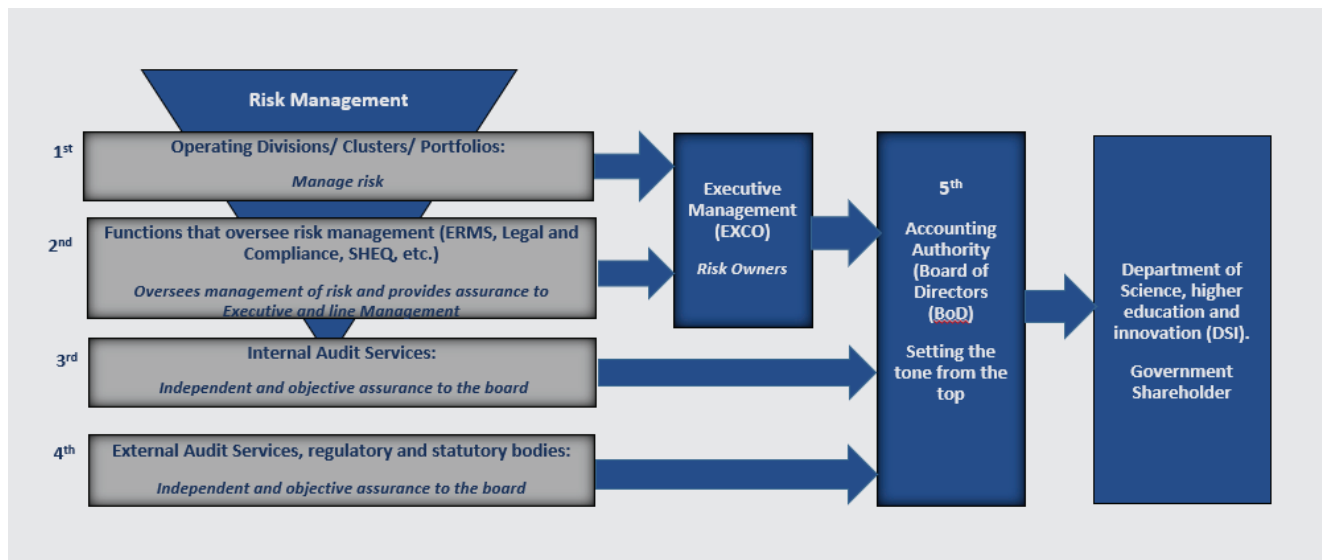 Risk Management
1st
Operating Divisions/ Clusters/ Portfolios:
Manage risk
2nd
Functions that oversee risk management (ERMS, Legal and
Compliance, SHEQ, etc.)
Oversees management of risk and provides assurance to
Executive and line Management
3rd
Internal Audit Services:
Independent and objective assurance to the board
4th
External Audit Services, regulatory and statutory bodies:
Independent and objective assurance to the board
Executive
Management
(EXCO)
Risk Owners
5th
Accounting
Authority
(Board of
Directors
(BoD)
Setting the
tone from the
top
Department of
Science, higher
education and
innovation (DSI).
Government
Shareholder